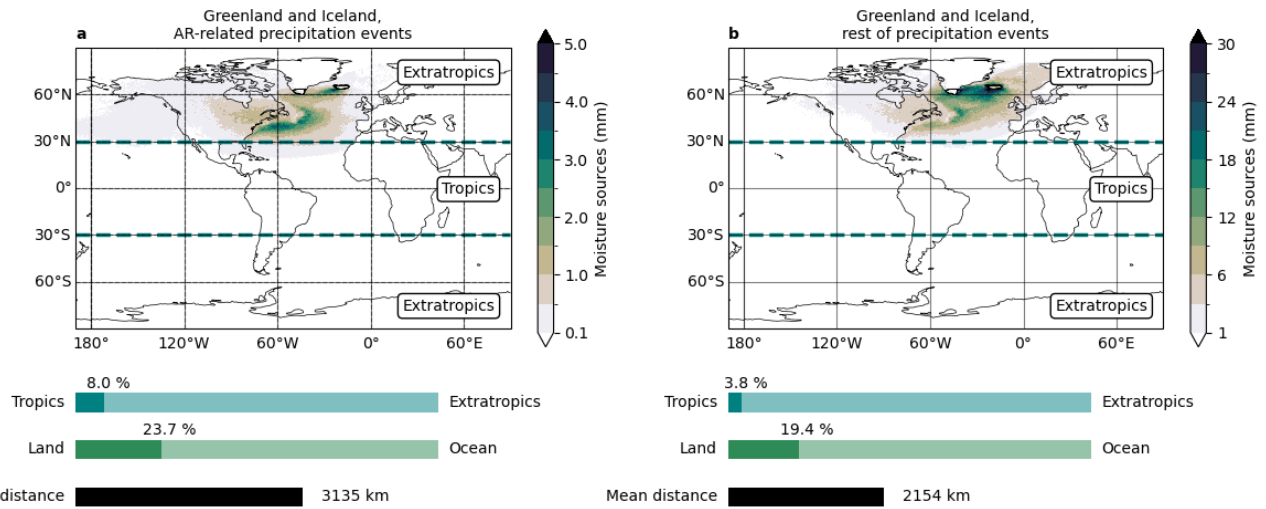 Greenland and Iceland,
a AR-related precipitation events
Extratropics
Tropics
Extratropics
60°N
30°N
0°
30°S
60°S
180°
120°W
60°W
0°
60°E
5.0
4.0
3.0
2.0
1.0
0.1
Moisture sources (mm)
Greenland and Iceland,
b rest of precipitation events
Extratropics
Tropics
Extratropics
60°N
30°N
0°
30°S
60°S
180°
120°W
60°W
0°
60°E
30
24
18
12
6
1
Moisture sources (mm)
8.0 %
Tropics Extratropics
23.7 %
Land Ocean
distance 3135 km
3.8 %
Tropics Extratropics
19.4 %
Land Ocean
Mean distance 2154 km